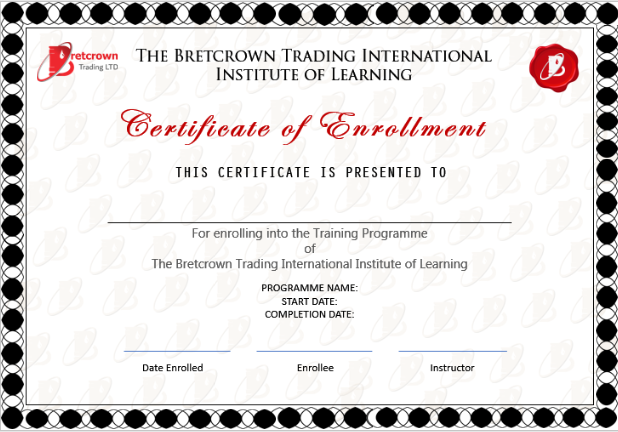 Bretcrown
Trading LTD
THE BRETCROWN TRADING INTERNATIONAL
INSTITUTE OF LEARNING
Certificate of Enrollment
THIS CERTIFICATE IS PRESENTED TO
For enrolling into the Training Programme
of
The Bretcrown Trading International Institute of Learning
PROGRAMME NAME:
START DATE:
COMPLETION DATE:
Date Enrolled Enrollee Instructor